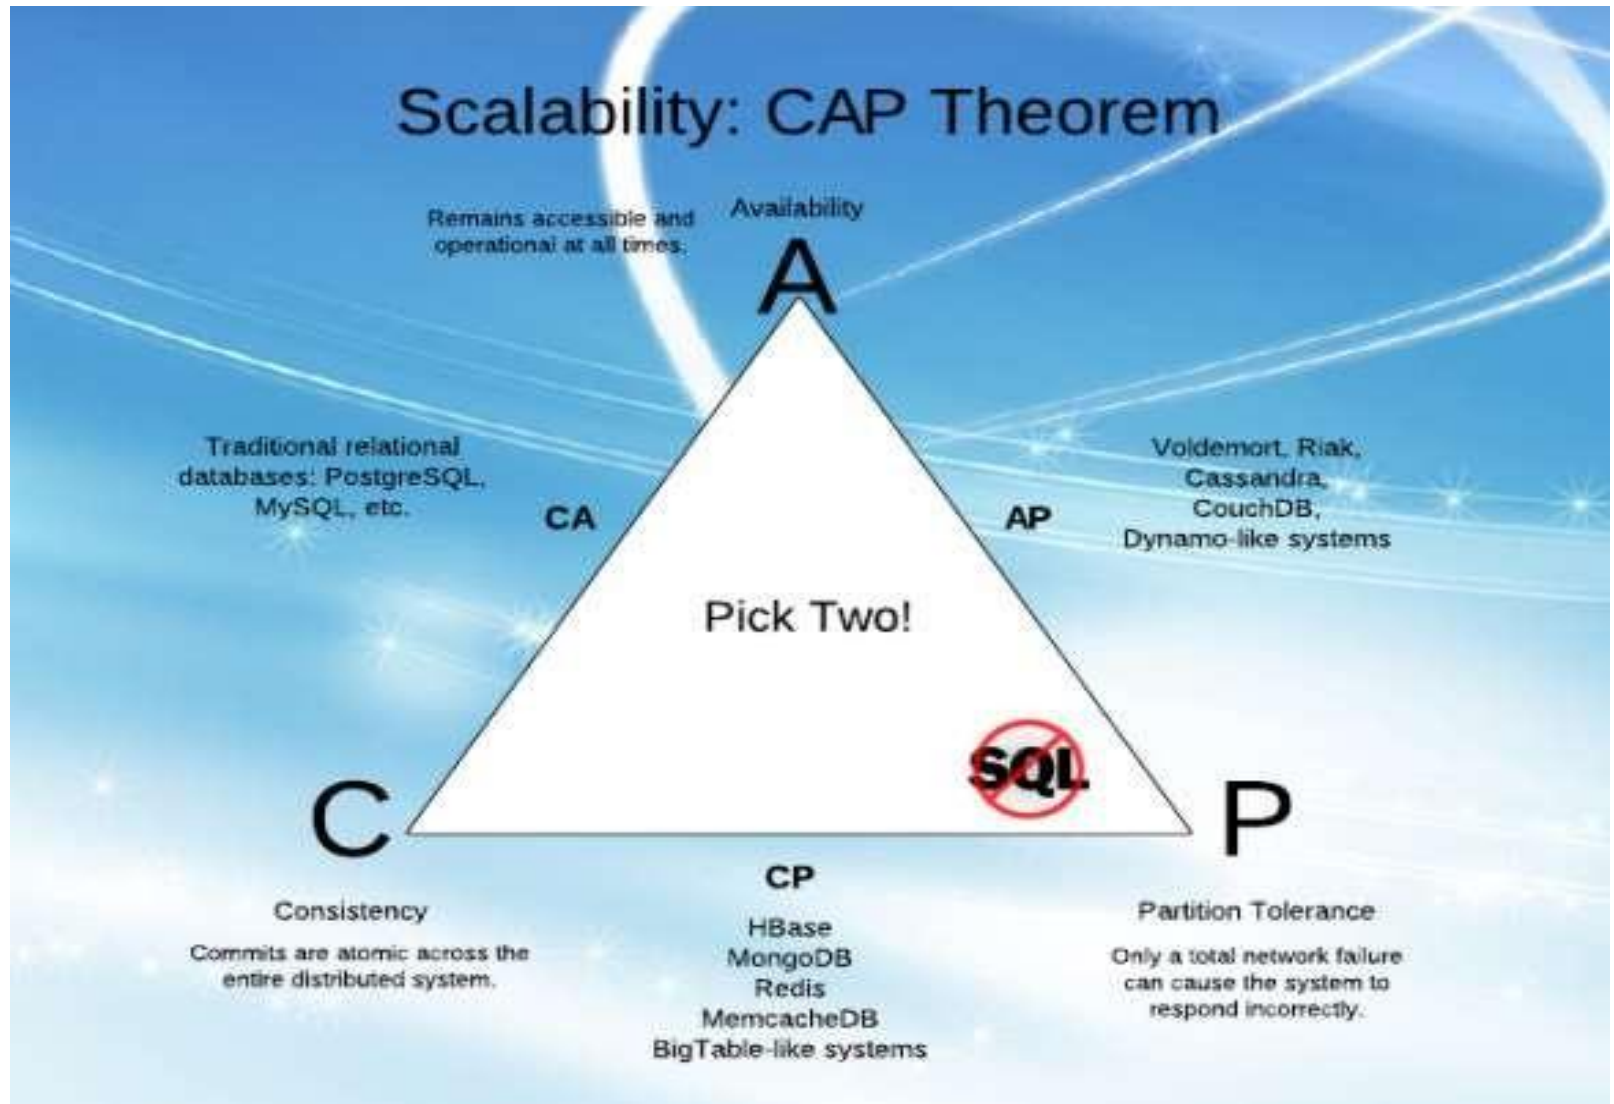 Scalability: CAP Theorem
Availability
Remains accessible and
operational at all times.
A
Traditional relational
databases: PostgreSQL,
MySQL, etc.
CA
AP
Voldemort, Riak,
Cassandra,
CouchDB,
Dynamo-like systems
Pick Two!
SQL
C
P
Consistency
Commits are atomic across the
entire distributed system.
CP
HBase
MongoDB
Redis
MemcacheDB
BigTable-like systems
Partition Tolerance
Only a total network failure
can cause the system to
respond incorrectly.